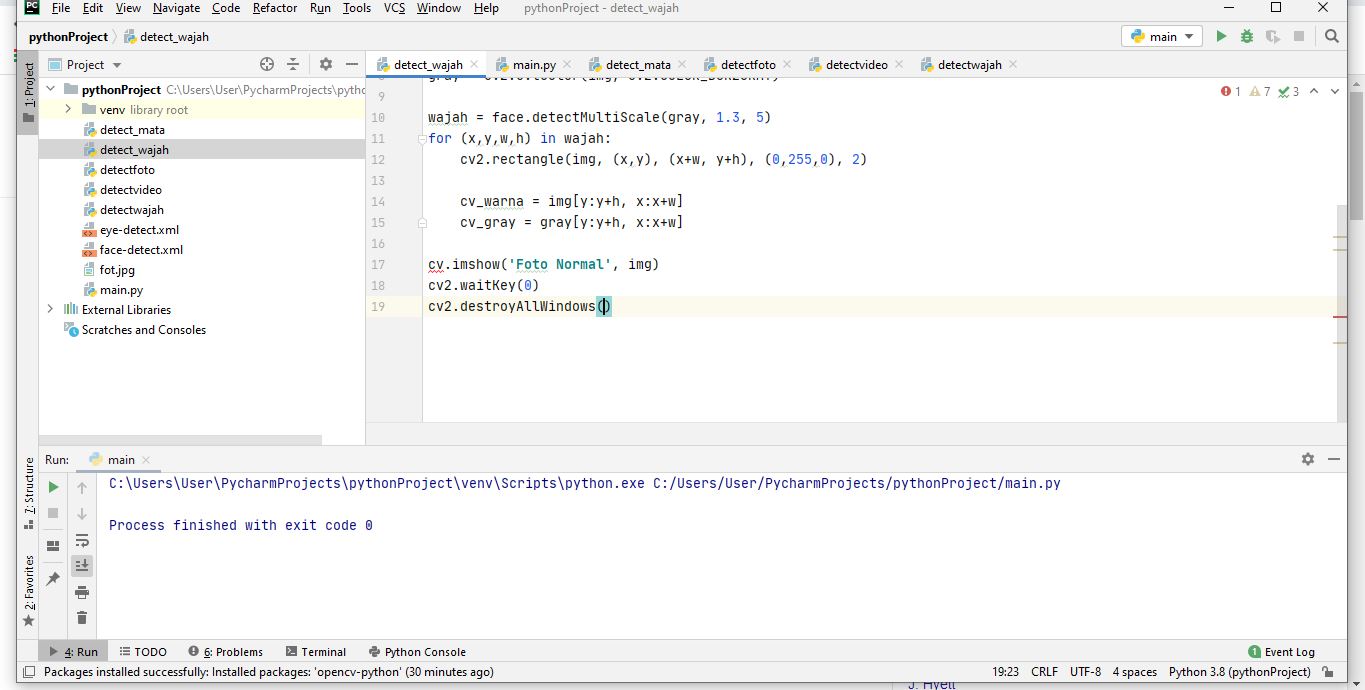 File Edit View Navigate Code Refactor Run Tools VCS Window Help pythonProject - detect_wajah
pythonProject detect_wajah main
1: Project
Project
detect_wajah main.py detect_mata detectfoto detectvideo detectwajah
pythonProject C:\Users\User\PycharmProjects\pytho
venv library root
detect_mata
detect_wajah
detectfoto
detectvideo
detectwajah
eye-detect.xml
face-detect.xml
fot.jpg
main.py
External Libraries
Scratches and Consoles
1 7 3
9
10 wajah = face.detectMultiScale(gray, 1.3, 5)
11 for (x,y,w,h) in wajah:
12 cv2.rectangle(img, (x,y), (x+w, y+h), (0,255,0), 2)
13
14 cv_warna = img[y:y+h, x:x+w]
15 cv_gray = gray[y:y+h, x:x+w]
16
17 cv.imshow('Foto Normal', img)
18 cv2.waitKey(0)
19 cv2.destroyAllWindows()
7: Structure
2: Favorites
Run: main
C:\Users\User\PycharmProjects\pythonProject\venv\Scripts\python.exe C:/Users/User/PycharmProjects/pythonProject/main.py
Process finished with exit code 0
4: Run TODO 6: Problems Terminal Python Console 1 Event Log
Packages installed successfully: Installed packages: 'opencv-python' (30 minutes ago) 19:23 CRLF UTF-8 4 spaces Python 3.8 (pythonProject)